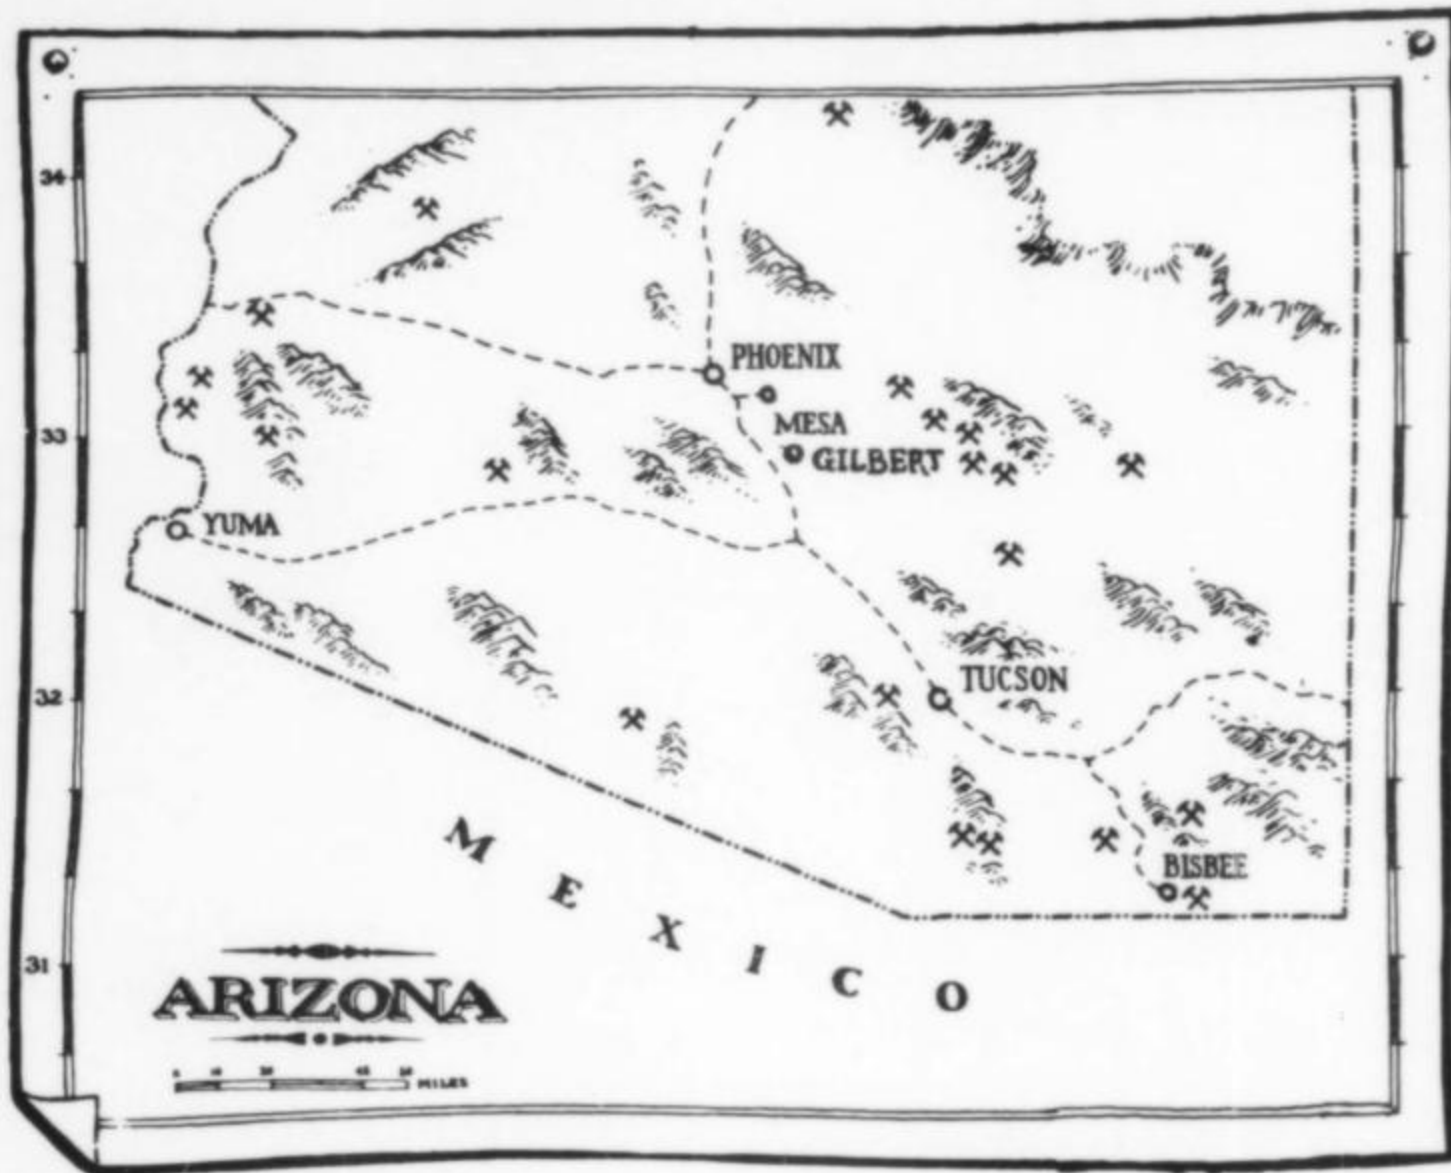 34
PHOENIX
33
MESA
GILBERT
YUMA
32
TUCSON
BISBEE
MEXICO
31
ARIZONA
MILES